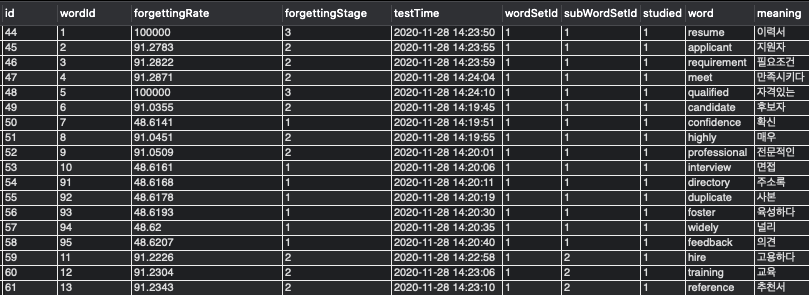 id wordId forgettingRate forgettingStage testTime wordSetId subWordSetId studied word meaning
44 1 100000 3 2020-11-28 14:23:50 1 1 1 resume 이력서
45 2 91.2783 2 2020-11-28 14:23:55 1 1 1 applicant 지원자
46 3 91.2822 2 2020-11-28 14:23:59 1 1 1 requirement 필요조건
47 4 91.2871 2 2020-11-28 14:24:04 1 1 1 meet 만족시키다
48 5 100000 3 2020-11-28 14:24:10 1 1 1 qualified 자격있는
49 6 91.0355 2 2020-11-28 14:19:45 1 1 1 candidate 후보자
50 7 48.6141 1 2020-11-28 14:19:51 1 1 1 confidence 확신
51 8 91.0451 2 2020-11-28 14:19:55 1 1 1 highly 매우
52 9 91.0509 2 2020-11-28 14:20:01 1 1 1 professional 전문적인
53 10 48.6161 1 2020-11-28 14:20:06 1 1 1 interview 면접
54 91 48.6168 1 2020-11-28 14:20:11 1 1 1 directory 주소록
55 92 48.6178 1 2020-11-28 14:20:19 1 1 1 duplicate 사본
56 93 48.6193 1 2020-11-28 14:20:30 1 1 1 foster 육성하다
57 94 48.62 1 2020-11-28 14:20:35 1 1 1 widely 널리
58 95 48.6207 1 2020-11-28 14:20:40 1 1 1 feedback 의견
59 11 91.2226 2 2020-11-28 14:22:58 1 2 1 hire 고용하다
60 12 91.2304 2 2020-11-28 14:23:06 1 2 1 training 교육
61 13 91.2343 2 2020-11-28 14:23:10 1 2 1 reference 추천서